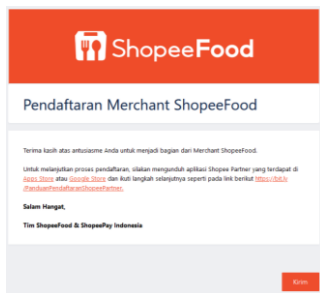 ShopeeFood
Pendaftaran Merchant ShopeeFood
Terima kasih atas antusiasme Anda untuk menjadi bagian dari Merchant ShopeeFood.
Untuk melanjutkan proses pendaftaran, silakan mengunduh aplikasi Shopee Partner yang terdapat di
Apps Store atau Google Store dan ikuti langkah selanjutnya seperti pada link berikut https://bit.ly
/PanduanPendaftaranShopeePartner.
Salam Hangat,
Tim ShopeeFood & ShopeePay Indonesia
Kirim